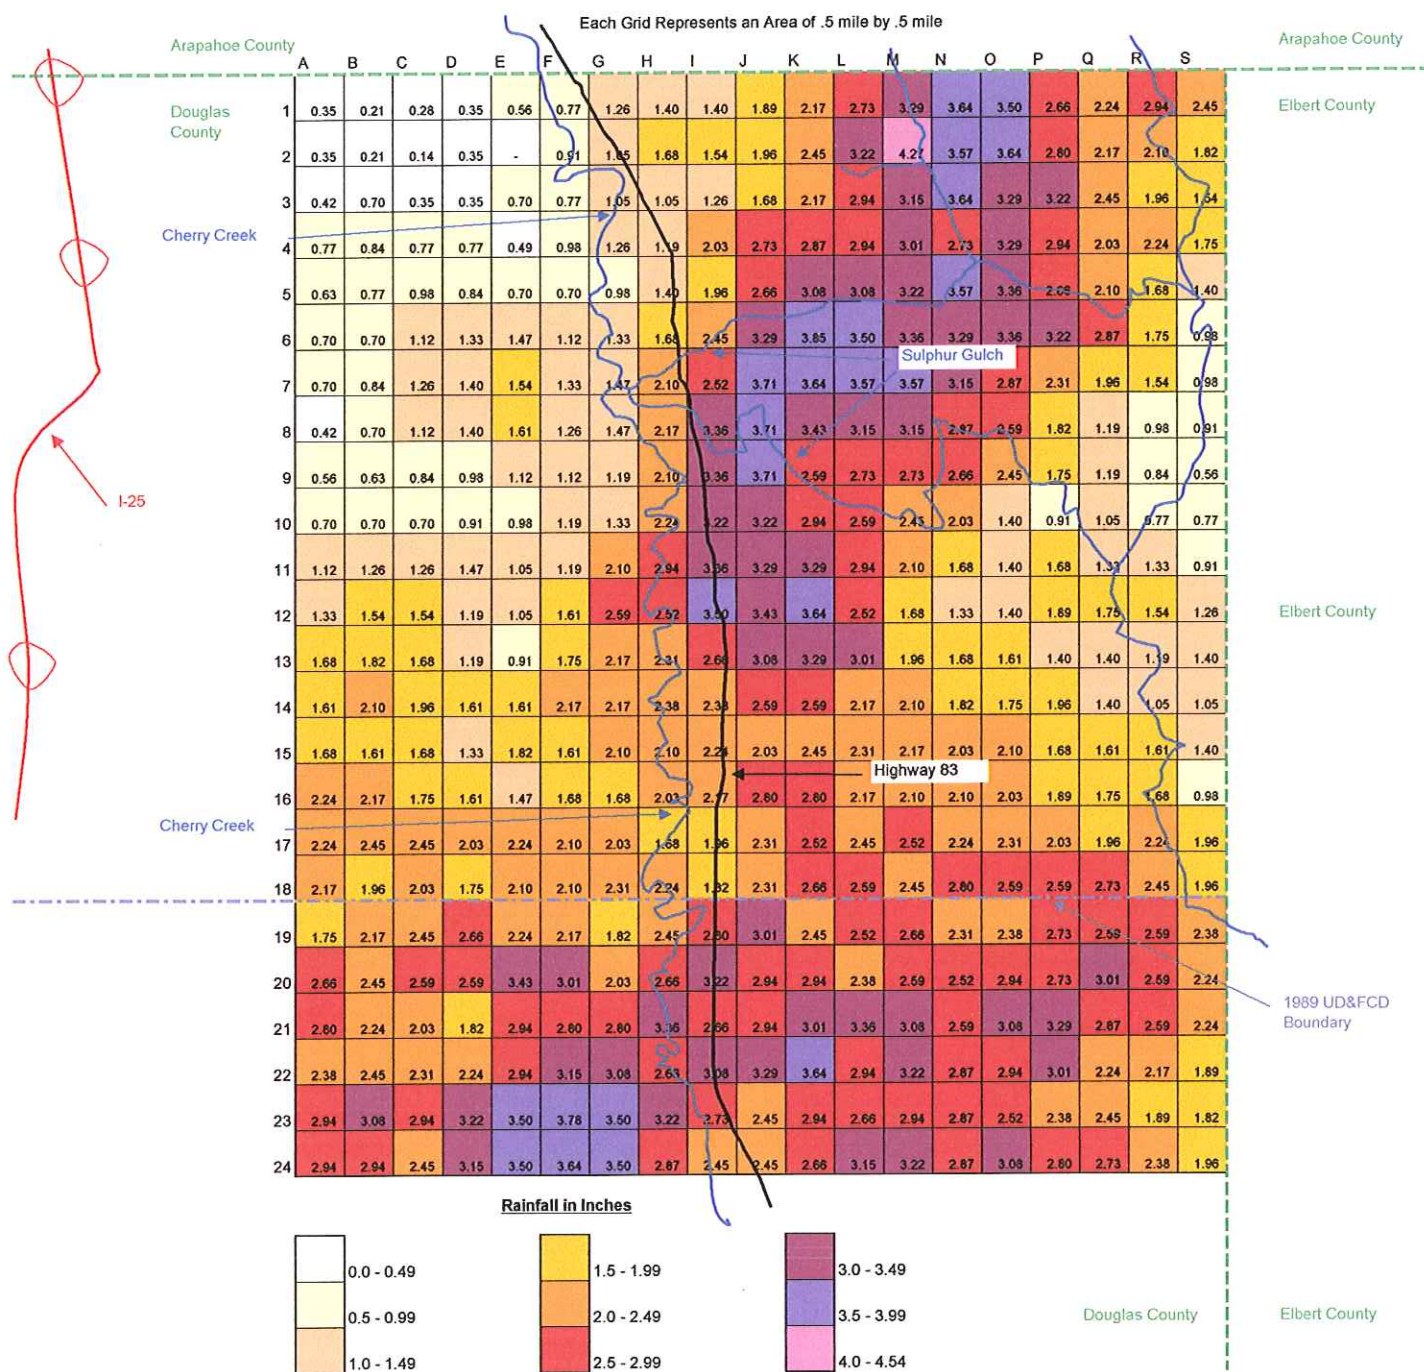 Each Grid Represents an Area of .5 mile by .5 mile
Arapahoe County
Arapahoe County
A B C D E F G H I J K L M N O P Q R S
Douglas County
Elbert County
1 0.35 0.21 0.28 0.35 0.56 0.77 1.26 1.40 1.40 1.89 2.17 2.73 3.29 3.64 3.50 2.66 2.24 2.94 2.45
2 0.35 0.21 0.14 0.35 - 0.91 1.05 1.68 1.54 1.96 2.45 3.22 4.27 3.57 3.64 2.80 2.17 2.10 1.82
3 0.42 0.70 0.35 0.35 0.70 0.77 1.05 1.05 1.26 1.68 2.17 2.94 3.15 3.64 3.29 3.22 2.45 1.96 1.54
Cherry Creek
4 0.77 0.84 0.77 0.77 0.49 0.98 1.26 1.19 2.03 2.73 2.87 2.94 3.01 2.73 3.29 2.94 2.03 2.24 1.75
5 0.63 0.77 0.98 0.84 0.70 0.70 0.98 1.40 1.96 2.66 3.08 3.08 3.22 3.57 3.36 2.10 1.68 1.40
6 0.70 0.70 1.12 1.33 1.47 1.12 1.33 1.68 2.45 3.29 3.85 3.50 3.36 3.29 3.36 3.22 2.87 1.75 0.98
Sulphur Gulch
7 0.70 0.84 1.26 1.40 1.54 1.33 1.47 2.10 2.52 3.71 3.64 3.57 3.57 3.15 2.87 2.31 1.96 1.54 0.98
8 0.42 0.70 1.12 1.40 1.61 1.26 1.47 2.17 3.36 3.71 3.43 3.15 3.15 2.87 2.59 1.82 1.19 0.98 0.91
9 0.56 0.63 0.84 0.98 1.12 1.12 1.19 2.10 3.36 3.71 2.59 2.73 2.73 2.66 2.45 1.75 1.19 0.84 0.56
I-25
10 0.70 0.70 0.70 0.91 0.98 1.19 1.33 2.24 3.22 3.22 2.94 2.59 2.45 2.03 1.40 0.91 1.05 0.77 0.77
11 1.12 1.26 1.26 1.47 1.05 1.19 2.10 2.94 3.36 3.29 3.29 2.94 2.10 1.68 1.40 1.68 1.33 1.33 0.91
12 1.33 1.54 1.54 1.19 1.05 1.61 2.59 2.52 3.50 3.43 3.64 2.52 1.68 1.33 1.40 1.89 1.75 1.54 1.26
Elbert County
13 1.68 1.82 1.68 1.19 0.91 1.75 2.17 2.31 2.66 3.08 3.29 3.01 1.96 1.68 1.61 1.40 1.40 1.19 1.40
14 1.61 2.10 1.96 1.61 1.61 2.17 2.17 2.38 2.38 2.59 2.59 2.17 2.10 1.82 1.75 1.96 1.40 1.05 1.05
15 1.68 1.61 1.68 1.33 1.82 1.61 2.10 2.10 2.24 2.03 2.45 2.31 2.17 2.03 2.10 1.68 1.61 1.61 1.40
Highway 83
16 2.24 2.17 1.75 1.61 1.47 1.68 1.68 2.03 2.17 2.80 2.80 2.17 2.10 2.10 2.03 1.89 1.75 1.68 0.98
Cherry Creek
17 2.24 2.45 2.45 2.03 2.24 2.10 2.03 1.68 1.96 2.31 2.52 2.45 2.52 2.24 2.31 2.03 1.96 2.24 1.96
18 2.17 1.96 2.03 1.75 2.10 2.10 2.31 2.24 1.82 2.31 2.66 2.59 2.45 2.80 2.59 2.59 2.73 2.45 1.96
19 1.75 2.17 2.45 2.66 2.24 2.17 1.82 2.45 2.80 3.01 2.45 2.52 2.66 2.31 2.38 2.73 2.59 2.59 2.38
20 2.66 2.45 2.59 2.59 3.43 3.01 2.03 2.66 3.22 2.94 2.94 2.38 2.59 2.52 2.94 2.73 3.01 2.59 2.24
1989 UD&FCD
Boundary
21 2.80 2.24 2.03 1.82 2.94 2.80 2.80 3.36 2.66 2.94 3.01 3.36 3.08 2.59 3.08 3.29 2.87 2.59 2.24
22 2.38 2.45 2.31 2.24 2.94 3.15 3.08 2.63 3.08 3.29 3.64 2.94 3.22 2.87 2.94 3.01 2.24 2.17 1.89
23 2.94 3.08 2.94 3.22 3.50 3.78 3.50 3.22 2.73 2.45 2.94 2.66 2.94 2.87 2.52 2.38 2.45 1.89 1.82
24 2.94 2.94 2.45 3.15 3.50 3.64 3.50 2.87 2.45 2.45 2.66 3.15 3.22 2.87 3.08 2.80 2.73 2.38 1.96
Rainfall in Inches
0.0 - 0.49
0.5 - 0.99
1.0 - 1.49
1.5 - 1.99
2.0 - 2.49
2.5 - 2.99
3.0 - 3.49
3.5 - 3.99
4.0 - 4.54
Douglas County
Elbert County